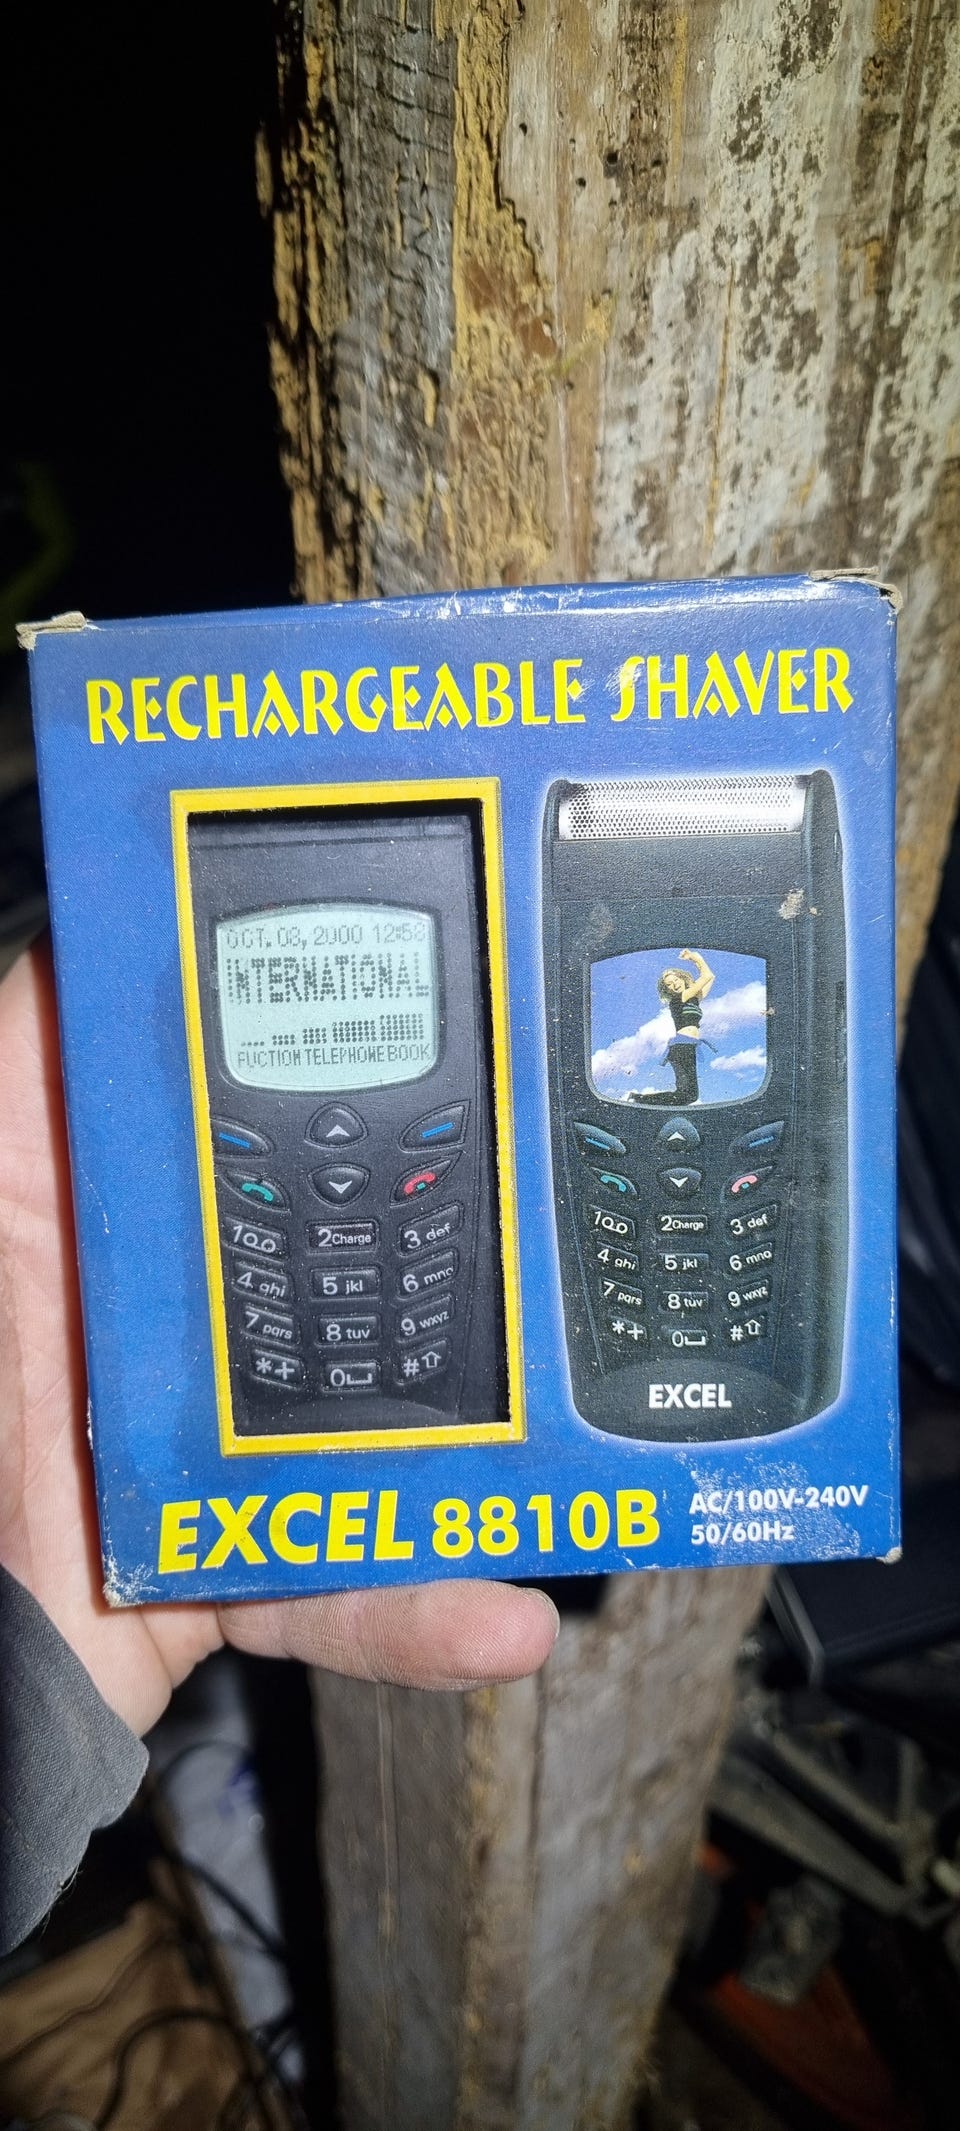 RECHARGEABLE SHAVER
OCT. 03, 2000 12:58
INTERNATIONAL
FUCTION TELEPHONE BOOK
1
2 Charge
3 def
4 ghi
5 jkl
6 mno
7 pqrs
8 tuv
9 wxyz
*+
0
#
1
2 Charge
3 def
4 ghi
5 jkl
6 mno
7 pqrs
8 tuv
9 wxyz
*+
0
#
EXCEL
EXCEL 8810B
AC/100V-240V
50/60Hz